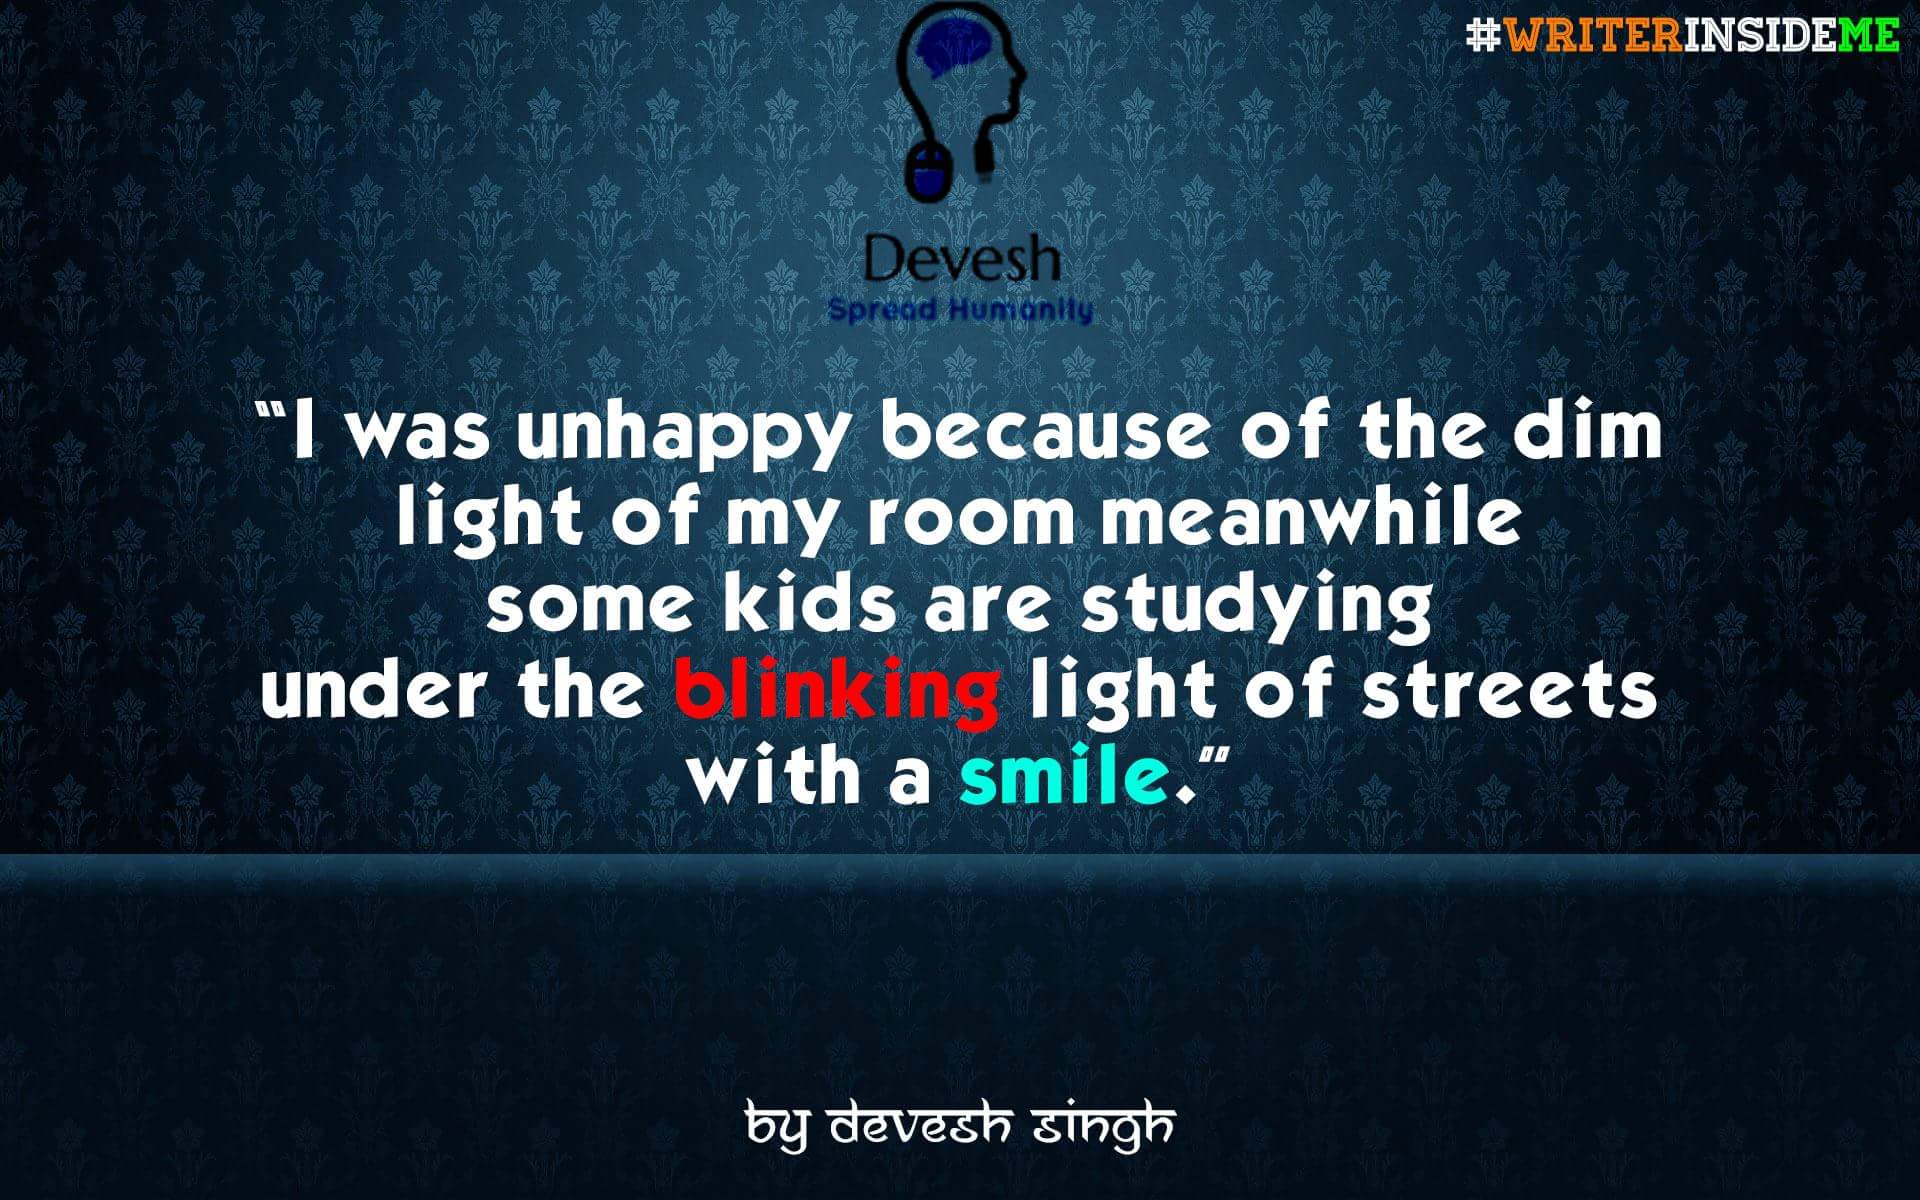 #WRITERINSIDEME
Devesh
Spread Humanity
"I was unhappy because of the dim
light of my room meanwhile
some kids are studying
under the blinking light of streets
with a smile."
by devesh singh